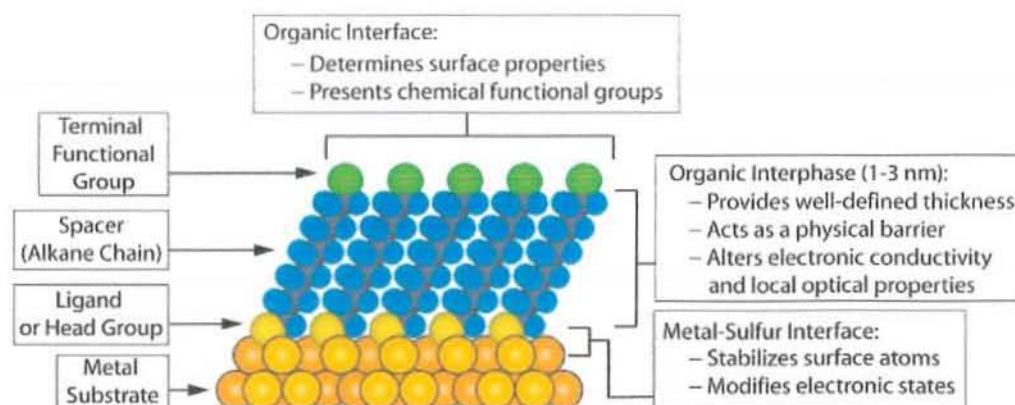 Organic Interface:
– Determines surface properties
– Presents chemical functional groups
Terminal
Functional
Group
Spacer
(Alkane Chain)
Ligand
or Head Group
Metal
Substrate
Organic Interphase (1-3 nm):
– Provides well-defined thickness
– Acts as a physical barrier
– Alters electronic conductivity
and local optical properties
Metal-Sulfur Interface:
– Stabilizes surface atoms
– Modifies electronic states